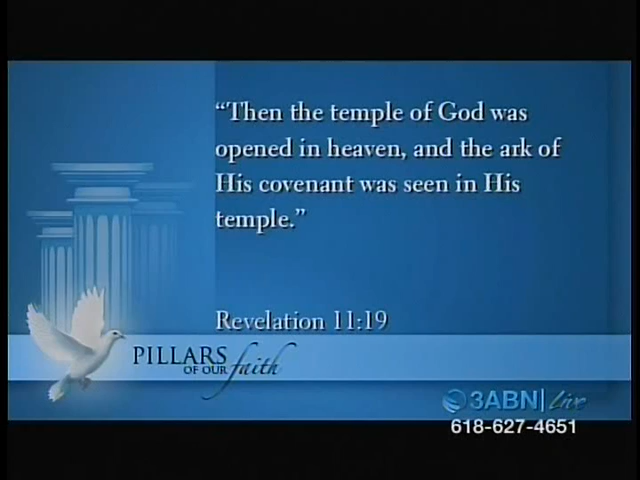 “Then the temple of God was
opened in heaven, and the ark of
His covenant was seen in His
temple.”
Revelation 11:19
PILLARS
OF OUR faith
3ABN Live
618-627-4651